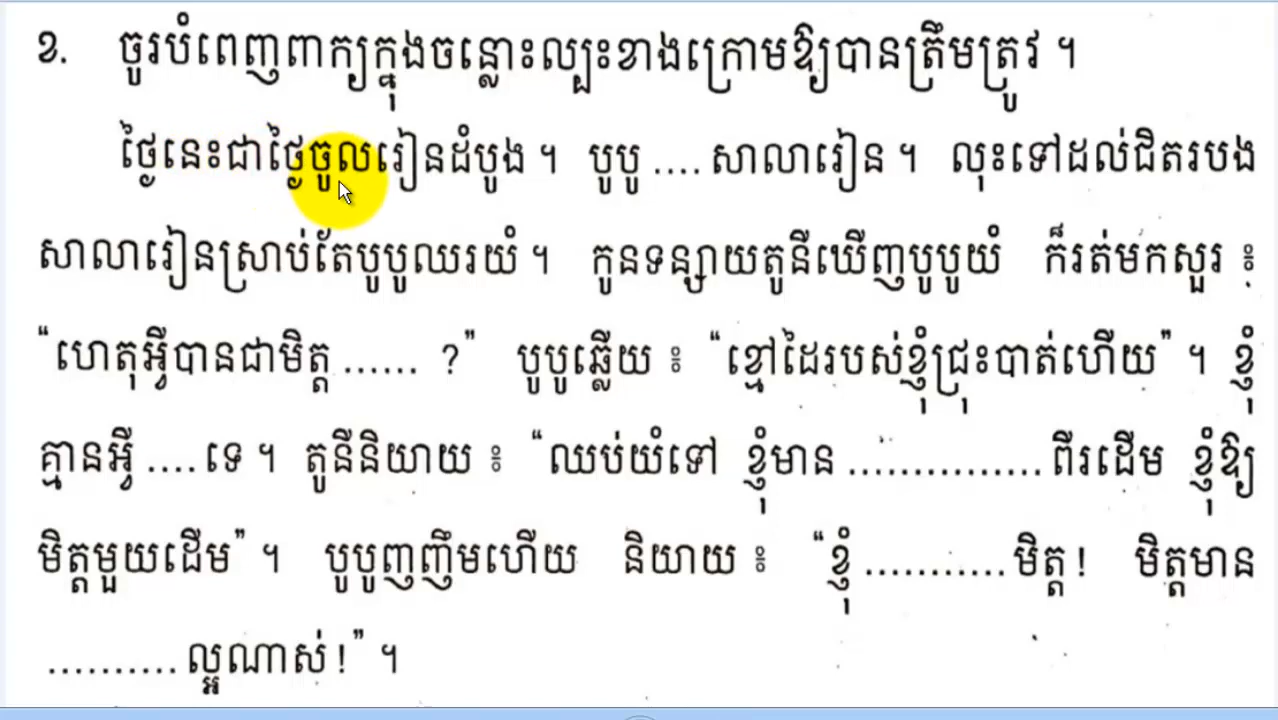 ខ. ចូរបំពេញពាក្យក្នុងចន្លោះល្បះខាងក្រោមឱ្យបានត្រឹមត្រូវ ។
ថ្ងៃនេះជាថ្ងៃចូលរៀនដំបូង ។ បូបូ .... សាលារៀន ។ លុះទៅដល់ជិតរបង
សាលារៀនស្រាប់តែបូបូឈរយំ ។ កូនទន្សាយតូនីឃើញបូបូយំ ក៏រត់មកសួរ ៖
“ហេតុអ្វីបានជាមិត្ត ...... ?” បូបូឆ្លើយ ៖ “ខ្មៅដៃរបស់ខ្ញុំជ្រុះបាត់ហើយ” ។ ខ្ញុំ
គ្មានអ្វី .... ទេ ។ តូនីនិយាយ ៖ “ឈប់យំទៅ ខ្ញុំមាន ............... ពីរដើម ខ្ញុំឱ្យ
មិត្តមួយដើម” ។ បូបូញញឹមហើយ និយាយ ៖ “ខ្ញុំ ........... មិត្ត! មិត្តមាន
.......... ល្អណាស់!” ។